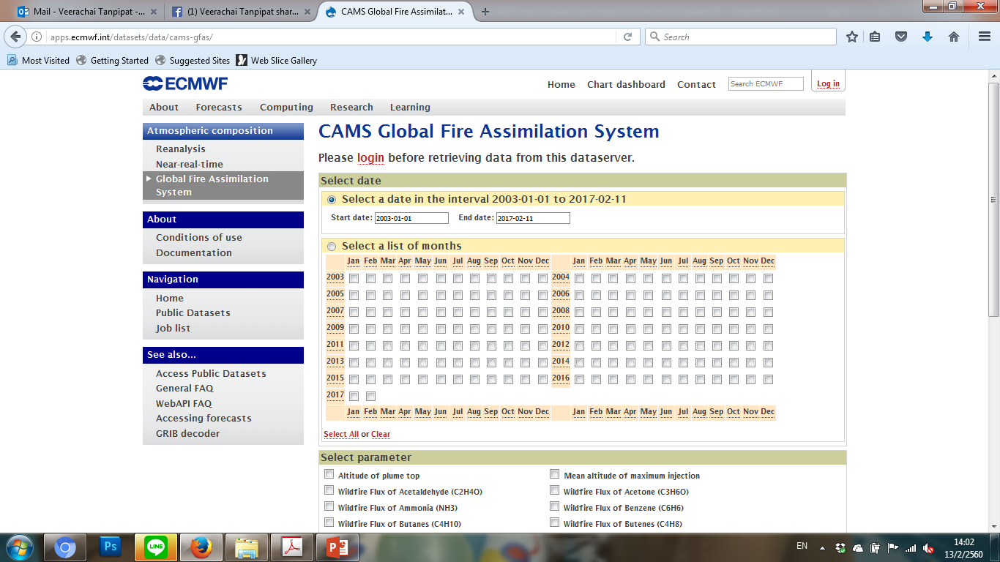 Mail - Veerachai Tanpipat -...
(1) Veerachai Tanpipat shar...
CAMS Global Fire Assimilat...
apps.ecmwf.int/datasets/data/cams-gfas/
Search
Most Visited Getting Started Suggested Sites Web Slice Gallery
ECMWF
Home Chart dashboard Contact
Search ECMWF
Log in
About Forecasts Computing Research Learning
Atmospheric composition
Reanalysis
Near-real-time
Global Fire Assimilation
System
About
Conditions of use
Documentation
Navigation
Home
Public Datasets
Job list
See also...
Access Public Datasets
General FAQ
WebAPI FAQ
Accessing forecasts
GRIB decoder
CAMS Global Fire Assimilation System
Please login before retrieving data from this dataserver.
Select date
Select a date in the interval 2003-01-01 to 2017-02-11
Start date: 2003-01-01 End date: 2017-02-11
Select a list of months
Jan Feb Mar Apr May Jun Jul Aug Sep Oct Nov Dec Jan Feb Mar Apr May Jun Jul Aug Sep Oct Nov Dec
2003 2004
2005 2006
2007 2008
2009 2010
2011 2012
2013 2014
2015 2016
2017
Jan Feb Mar Apr May Jun Jul Aug Sep Oct Nov Dec Jan Feb Mar Apr May Jun Jul Aug Sep Oct Nov Dec
Select All or Clear
Select parameter
Altitude of plume top Mean altitude of maximum injection
Wildfire Flux of Acetaldehyde (C2H4O) Wildfire Flux of Acetone (C3H6O)
Wildfire Flux of Ammonia (NH3) Wildfire Flux of Benzene (C6H6)
Wildfire Flux of Butanes (C4H10) Wildfire Flux of Butenes (C4H8)
Ps
LINE
EN
14:02
13/2/2560